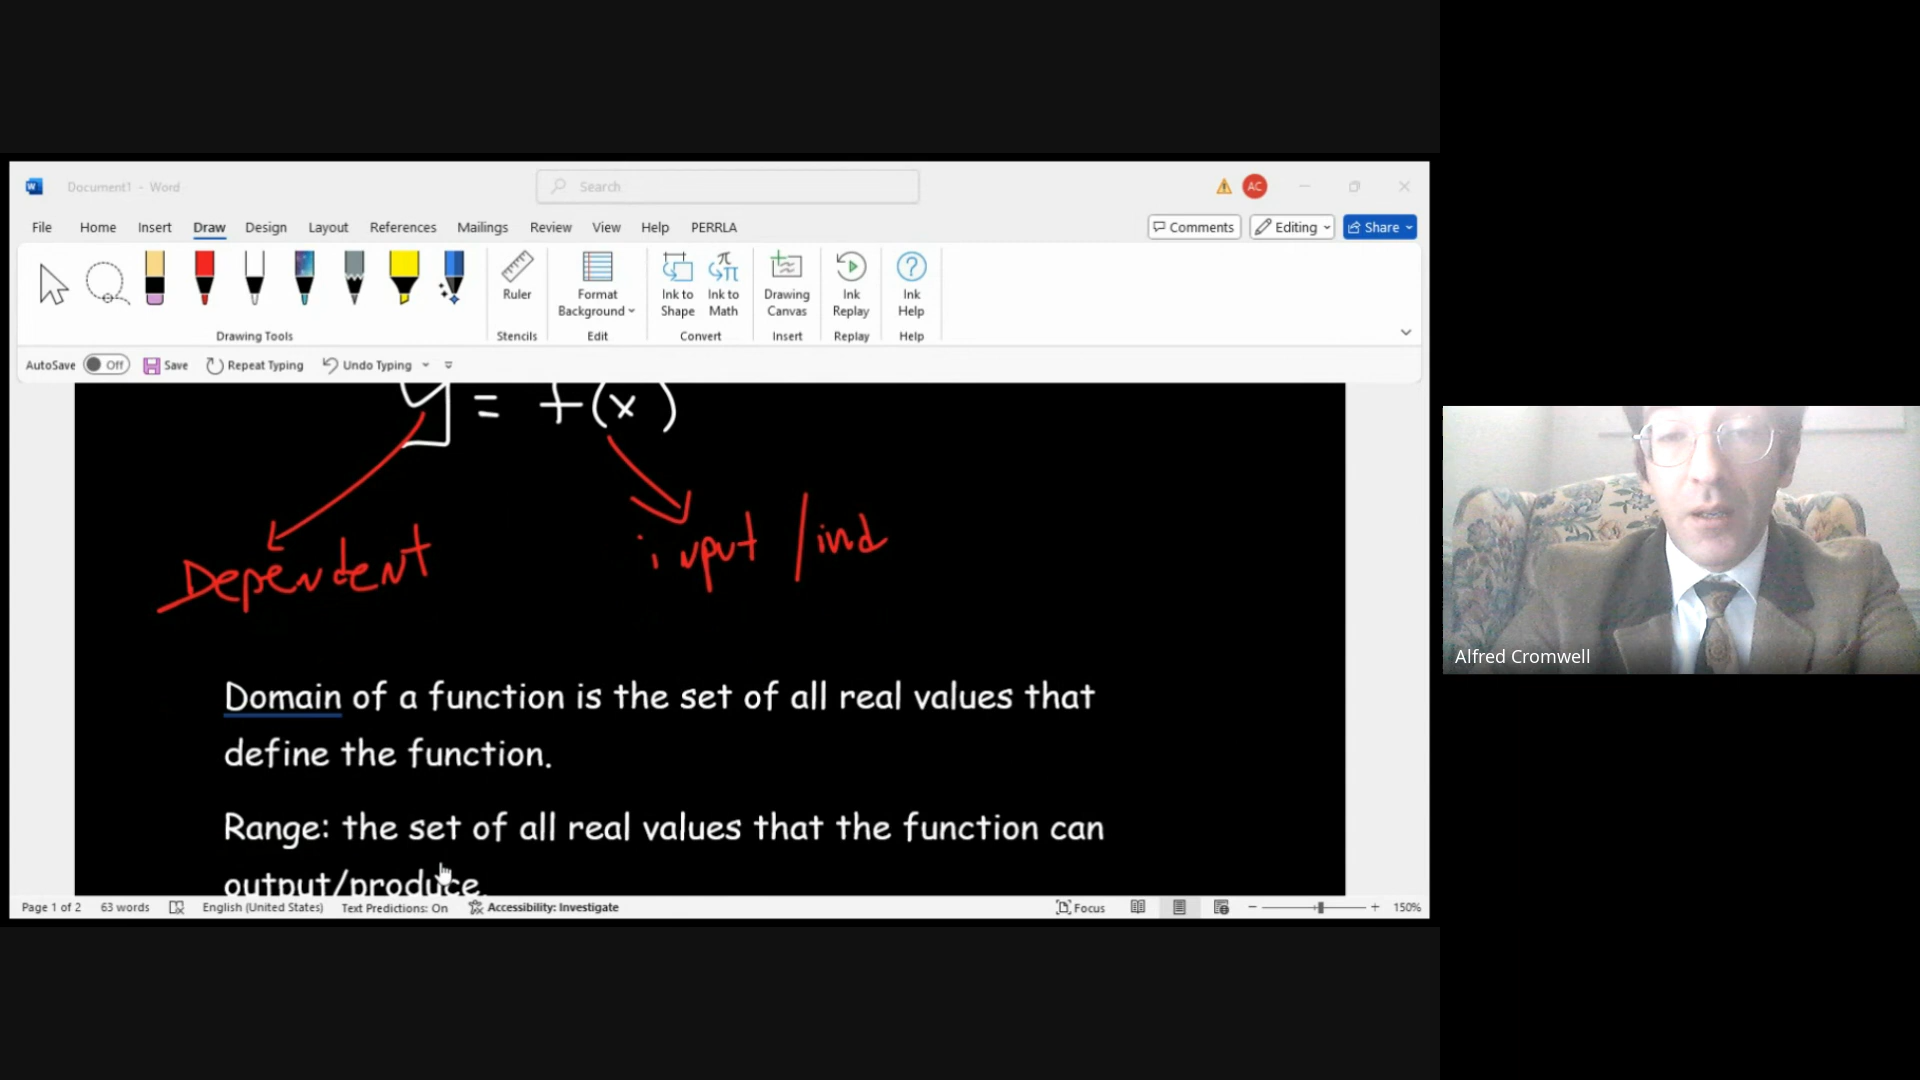 Document1 - Word
Search
AC
File Home Insert Draw Design Layout References Mailings Review View Help PERRLA
Comments Editing Share
Ruler
Format Background
Ink to Shape
Ink to Math
Drawing Canvas
Ink Replay
Ink Help
Drawing Tools Stencils Edit Convert Insert Replay Help
AutoSave Off Save Repeat Typing Undo Typing
y = f(x)
Dependent
input /ind
Domain of a function is the set of all real values that
define the function.
Range: the set of all real values that the function can
output/produce.
Alfred Cromwell
Page 1 of 2 63 words English (United States) Text Predictions: On Accessibility: Investigate Focus 150%